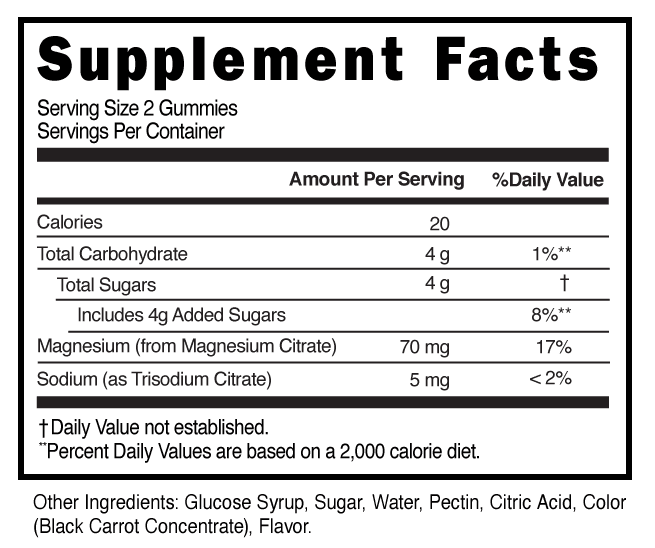 Supplement Facts
Serving Size 2 Gummies
Servings Per Container
Amount Per Serving %Daily Value
Calories 20
Total Carbohydrate 4 g 1%**
Total Sugars 4 g †
Includes 4g Added Sugars 8%**
Magnesium (from Magnesium Citrate) 70 mg 17%
Sodium (as Trisodium Citrate) 5 mg <2%
†Daily Value not established.
**Percent Daily Values are based on a 2,000 calorie diet.
Other Ingredients: Glucose Syrup, Sugar, Water, Pectin, Citric Acid, Color
(Black Carrot Concentrate), Flavor.